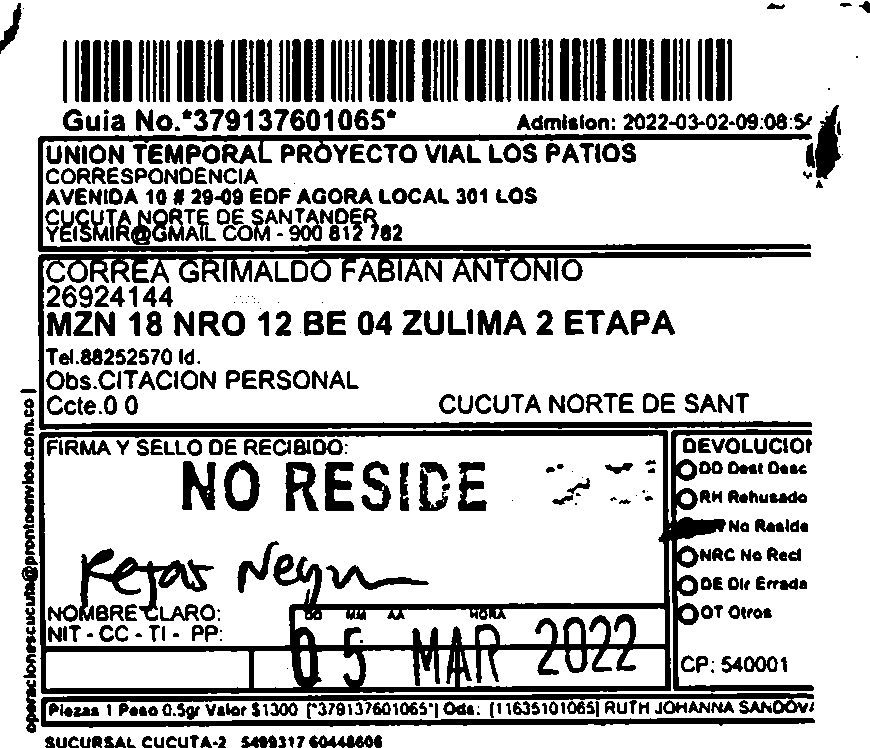 Guia No.*379137601065*
Admision: 2022-03-02-09:08:54
UNION TEMPORAL PROYECTO VIAL LOS PATIOS
CORRESPONDENCIA
AVENIDA 10 # 29-09 EDF AGORA LOCAL 301 LOS
CUCUTA NORTE DE SANTANDER
YEISMIR@GMAIL COM - 900 812 782
CORREA GRIMALDO FABIAN ANTONIO
26924144
MZN 18 NRO 12 BE 04 ZULIMA 2 ETAPA
Tel.88252570 Id.
Obs.CITACION PERSONAL
Ccte.0 0
CUCUTA NORTE DE SANT
operacionescucuta@prontoenvios.com.co |
FIRMA Y SELLO DE RECIBIDO:
NO RESIDE
Rejas Negra
NOMBRE CLARO:
NIT - CC - TI - PP:
DD MM AA HORA
05 MAR 2022
DEVOLUCION
DD Dest Desc
RH Rehusado
No Reside
NRC No Recl
DE Dir Errada
OT Otros
CP: 540001
Piezas 1 Peso 0.5gr Valor $1300 [*379137601065*] Ods: [11635101065] RUTH JOHANNA SANDOVA
SUCURSAL CUCUTA-2 5499317 60448606